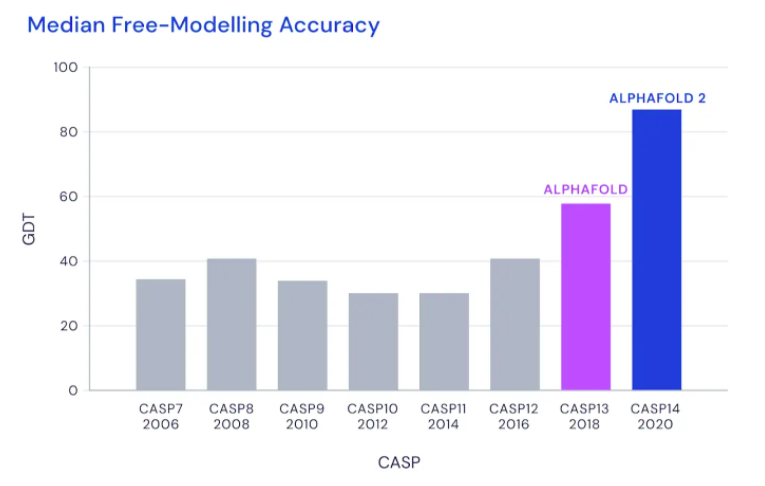 Median Free-Modelling Accuracy
100
80
60
40
20
0
GDT
ALPHAFOLD 2
ALPHAFOLD
CASP7 CASP8 CASP9 CASP10 CASP11 CASP12 CASP13 CASP14
2006 2008 2010 2012 2014 2016 2018 2020
CASP